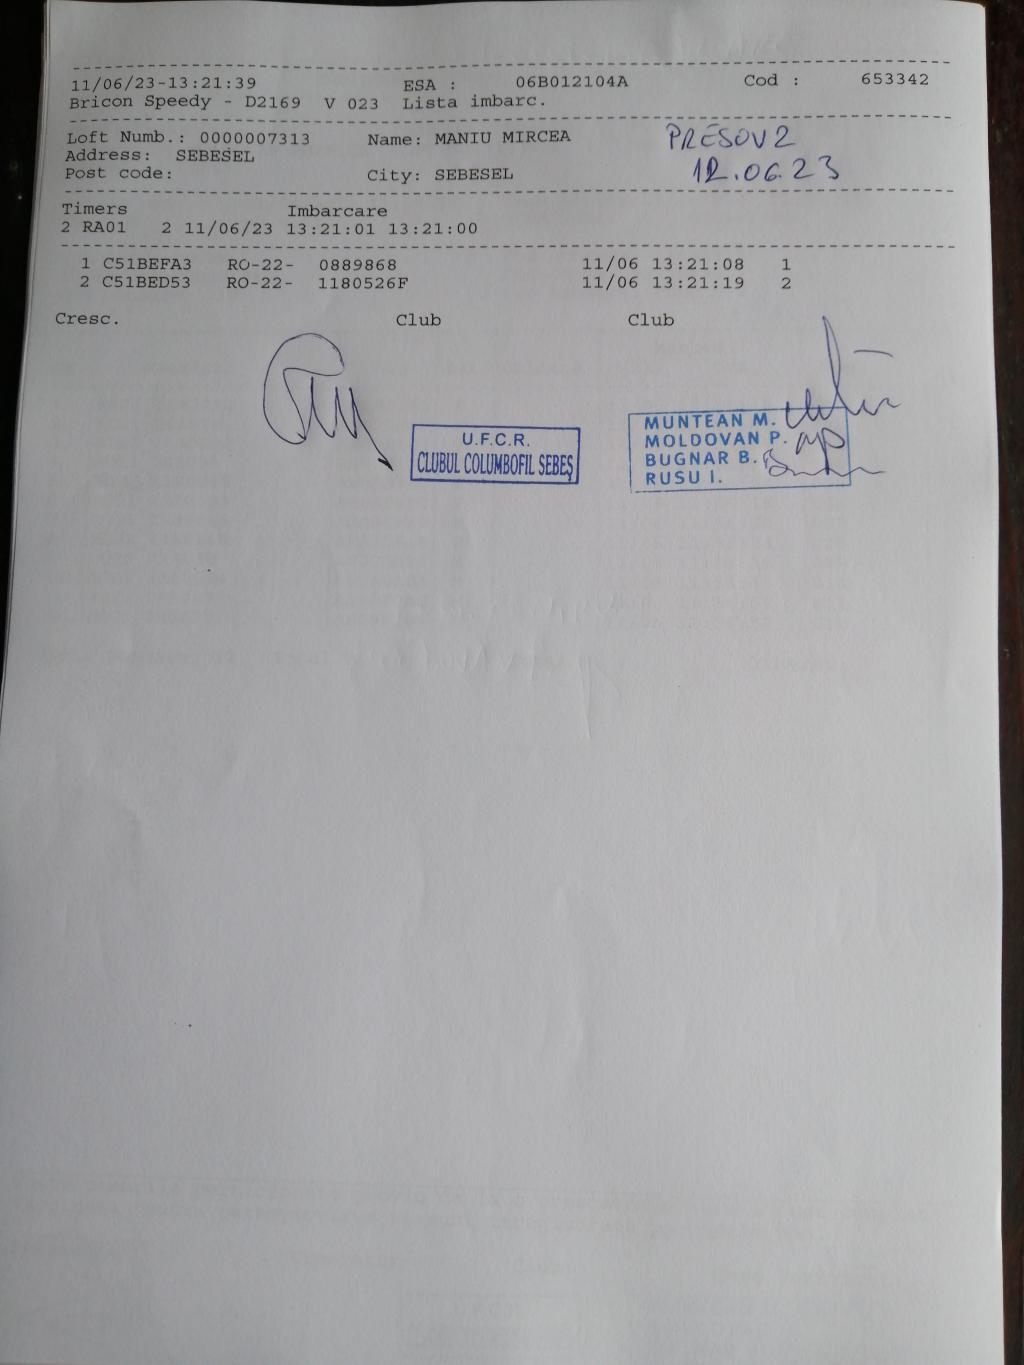 11/06/23-13:21:39 ESA : 06B012104A Cod : 653342
Bricon Speedy - D2169 V 023 Lista imbarc.
Loft Numb.: 0000007313 Name: MANIU MIRCEA
Address: SEBESEL
Post code: City: SEBESEL
PRESOV 2
12.06.23
Timers Imbarcare
2 RA01 2 11/06/23 13:21:01 13:21:00
1 C51BEFA3 RO-22- 0889868 11/06 13:21:08 1
2 C51BED53 RO-22- 1180526F 11/06 13:21:19 2
Cresc. Club Club
U.F.C.R.
CLUBUL COLUMBOFIL SEBEȘ
MUNTEAN M.
MOLDOVAN P.
BUGNAR B.
RUSU I.